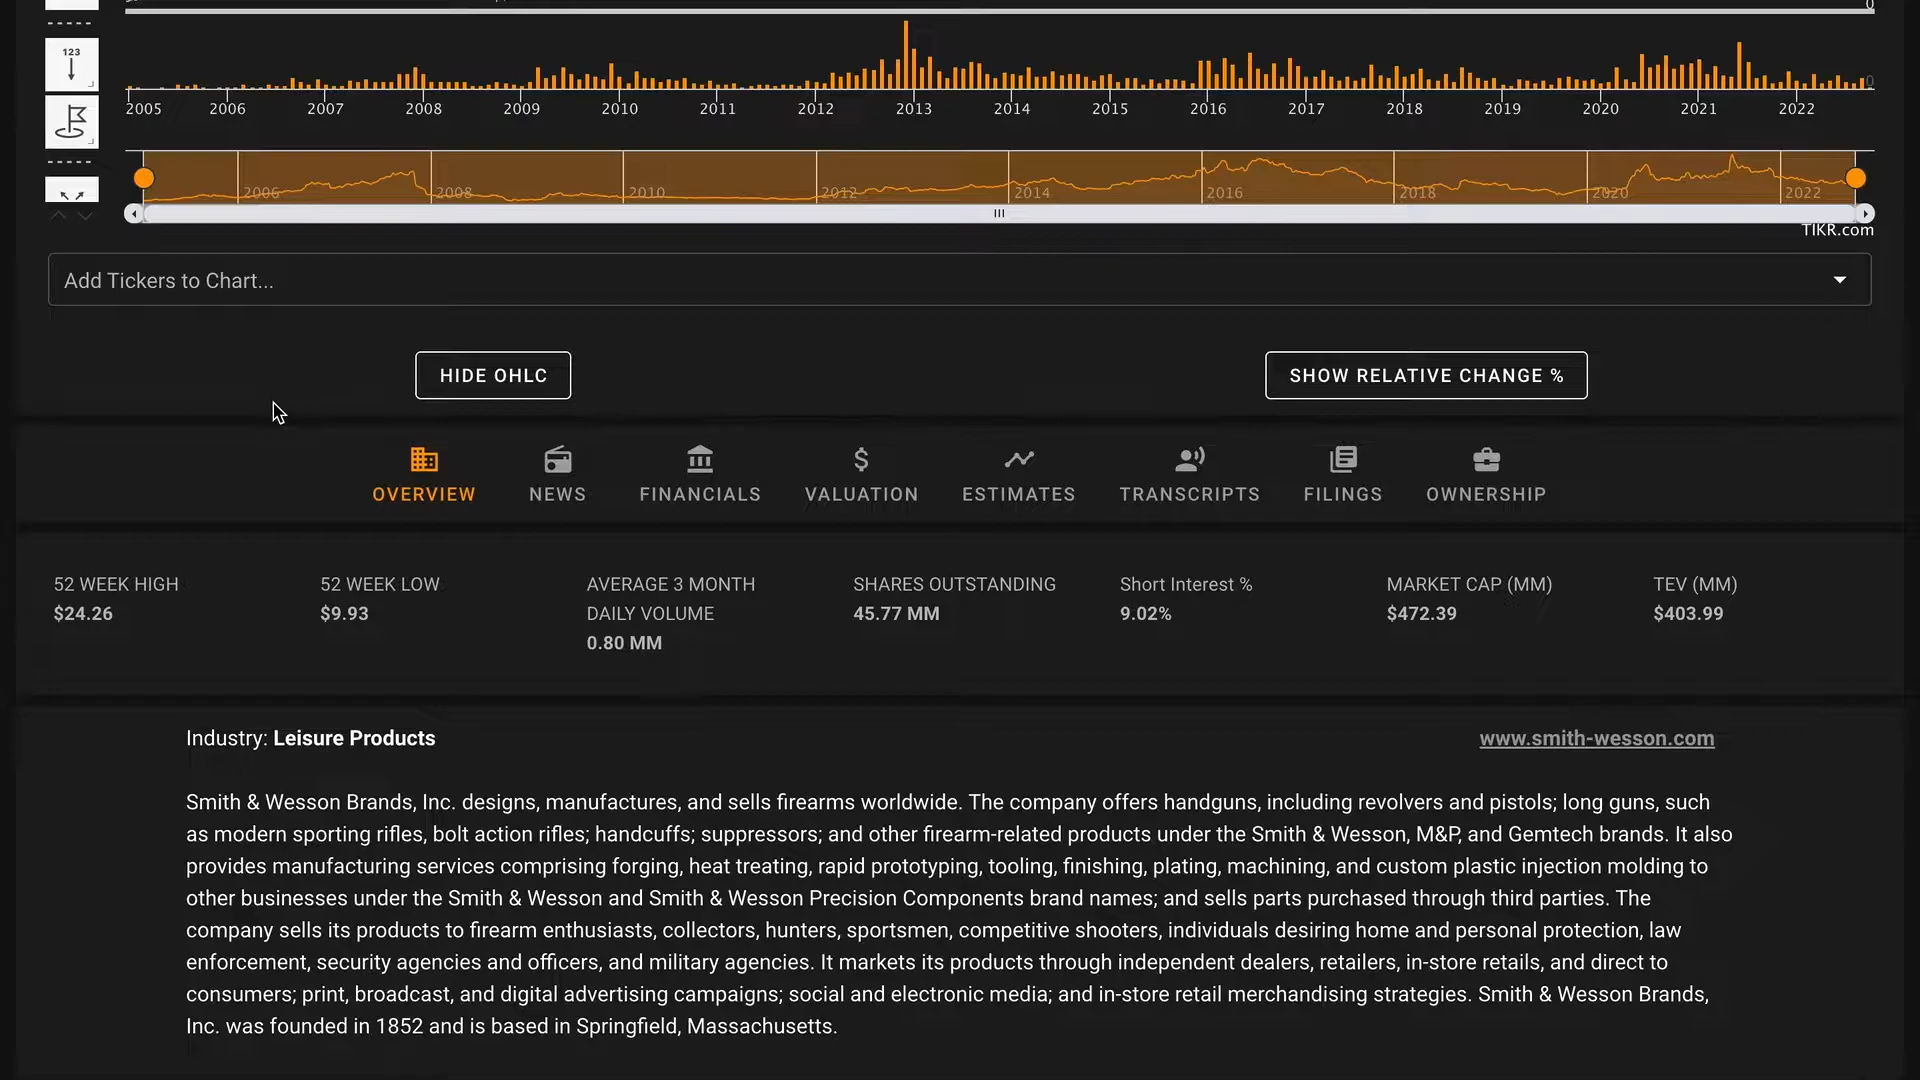 0
123
0
2005 2006 2007 2008 2009 2010 2011 2012 2013 2014 2015 2016 2017 2018 2019 2020 2021 2022
2006 2008 2010 2012 2014 2016 2018 2020 2022
TIKR.com
Add Tickers to Chart...
HIDE OHLC SHOW RELATIVE CHANGE %
OVERVIEW NEWS FINANCIALS VALUATION ESTIMATES TRANSCRIPTS FILINGS OWNERSHIP
52 WEEK HIGH
$24.26
52 WEEK LOW
$9.93
AVERAGE 3 MONTH
DAILY VOLUME
0.80 MM
SHARES OUTSTANDING
45.77 MM
Short Interest %
9.02%
MARKET CAP (MM)
$472.39
TEV (MM)
$403.99
Industry: Leisure Products www.smith-wesson.com
Smith & Wesson Brands, Inc. designs, manufactures, and sells firearms worldwide. The company offers handguns, including revolvers and pistols; long guns, such
as modern sporting rifles, bolt action rifles; handcuffs; suppressors; and other firearm-related products under the Smith & Wesson, M&P, and Gemtech brands. It also
provides manufacturing services comprising forging, heat treating, rapid prototyping, tooling, finishing, plating, machining, and custom plastic injection molding to
other businesses under the Smith & Wesson and Smith & Wesson Precision Components brand names; and sells parts purchased through third parties. The
company sells its products to firearm enthusiasts, collectors, hunters, sportsmen, competitive shooters, individuals desiring home and personal protection, law
enforcement, security agencies and officers, and military agencies. It markets its products through independent dealers, retailers, in-store retails, and direct to
consumers; print, broadcast, and digital advertising campaigns; social and electronic media; and in-store retail merchandising strategies. Smith & Wesson Brands,
Inc. was founded in 1852 and is based in Springfield, Massachusetts.